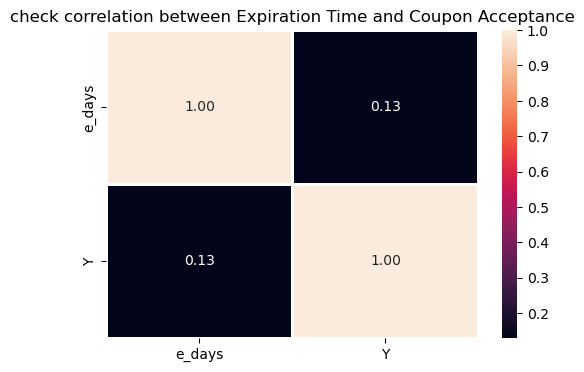 check correlation between Expiration Time and Coupon Acceptance
e_days
1.00
0.13
Y
0.13
1.00
e_days
Y
1.0
0.9
0.8
0.7
0.6
0.5
0.4
0.3
0.2